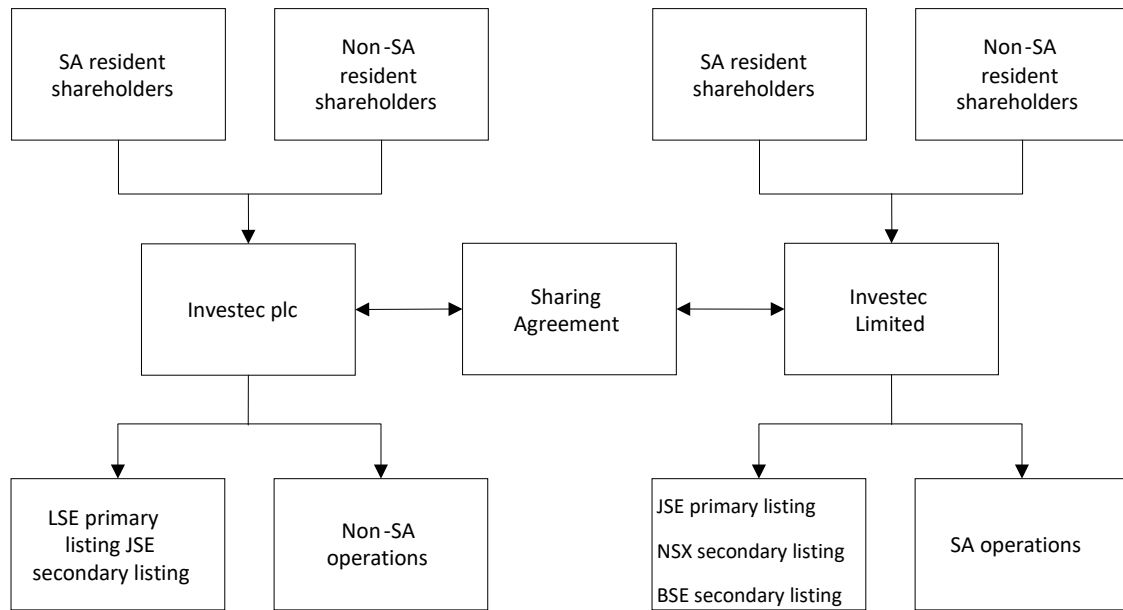 SA resident
shareholders
Non-SA
resident
shareholders
SA resident
shareholders
Non-SA
resident
shareholders
Investec plc
Sharing
Agreement
Investec
Limited
LSE primary
listing JSE
secondary listing
Non-SA
operations
JSE primary listing
NSX secondary listing
BSE secondary listing
SA operations